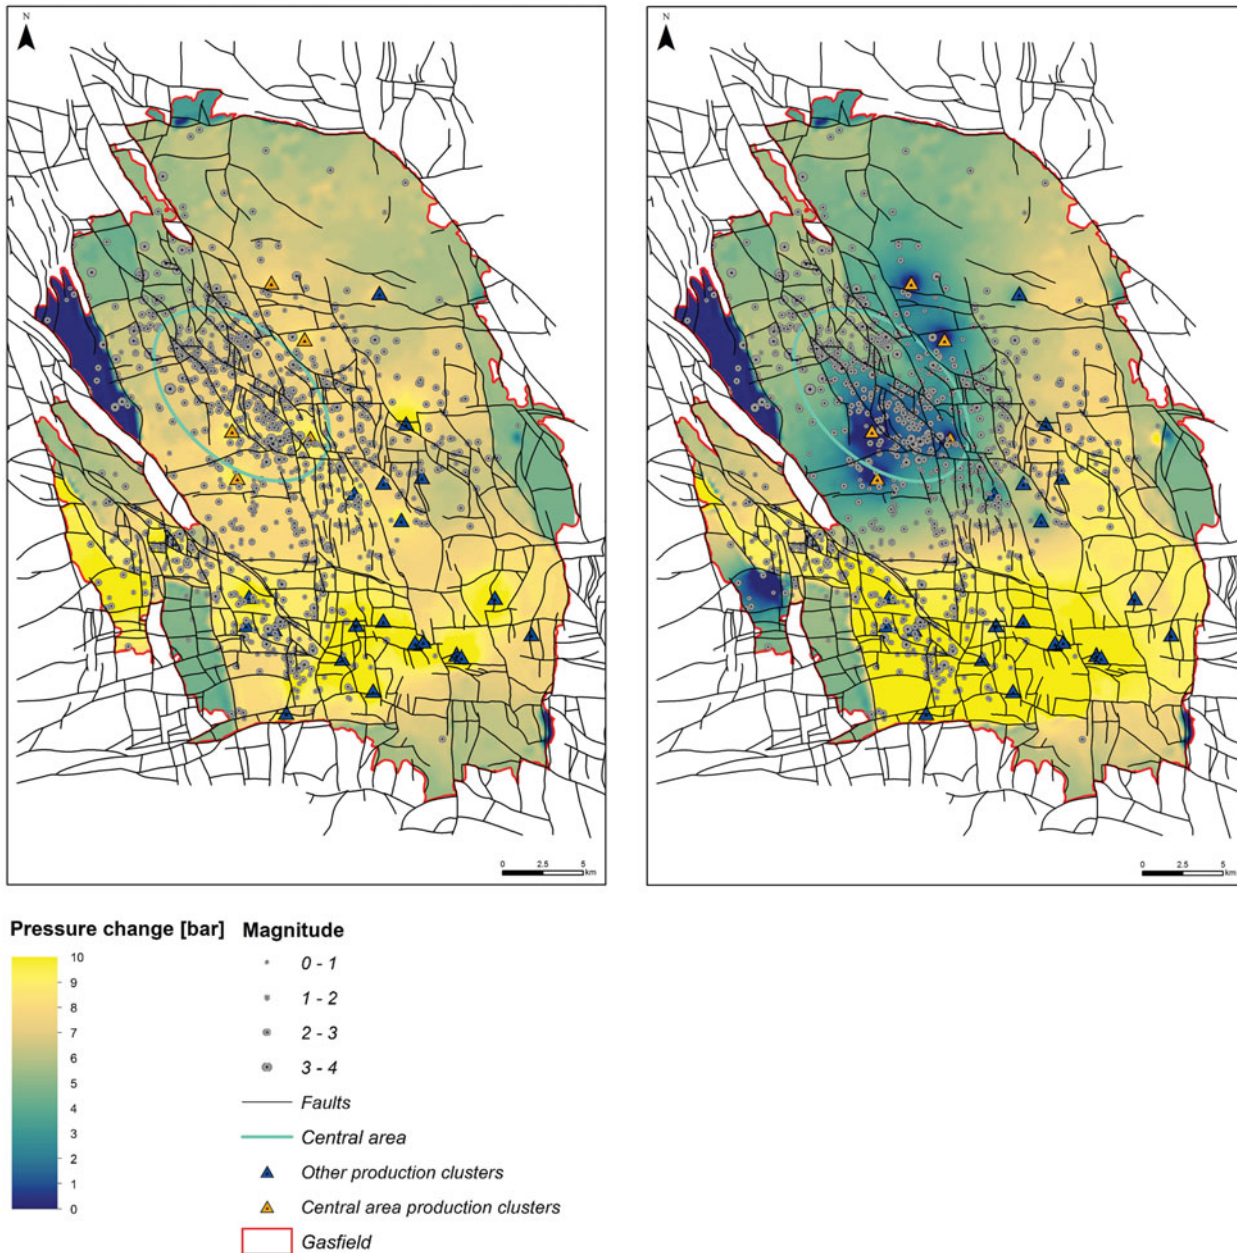 N
N
0 2.5 5
km
0 2.5 5
km
Pressure change [bar]
Magnitude
10
9
8
7
6
5
4
3
2
1
0
0 - 1
1 - 2
2 - 3
3 - 4
Faults
Central area
Other production clusters
Central area production clusters
Gasfield